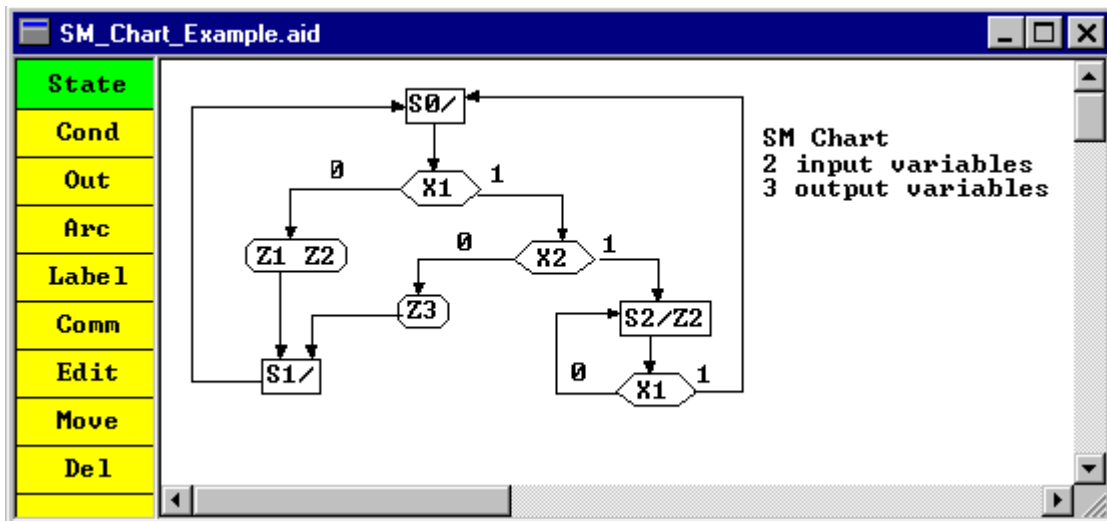 SM_Chart_Example.aid
State
Cond
Out
Arc
Label
Comm
Edit
Move
Del
S0/
SM Chart
2 input variables
3 output variables
0
X1
1
Z1 Z2
0
X2
1
Z3
S2/Z2
S1/
0
X1
1